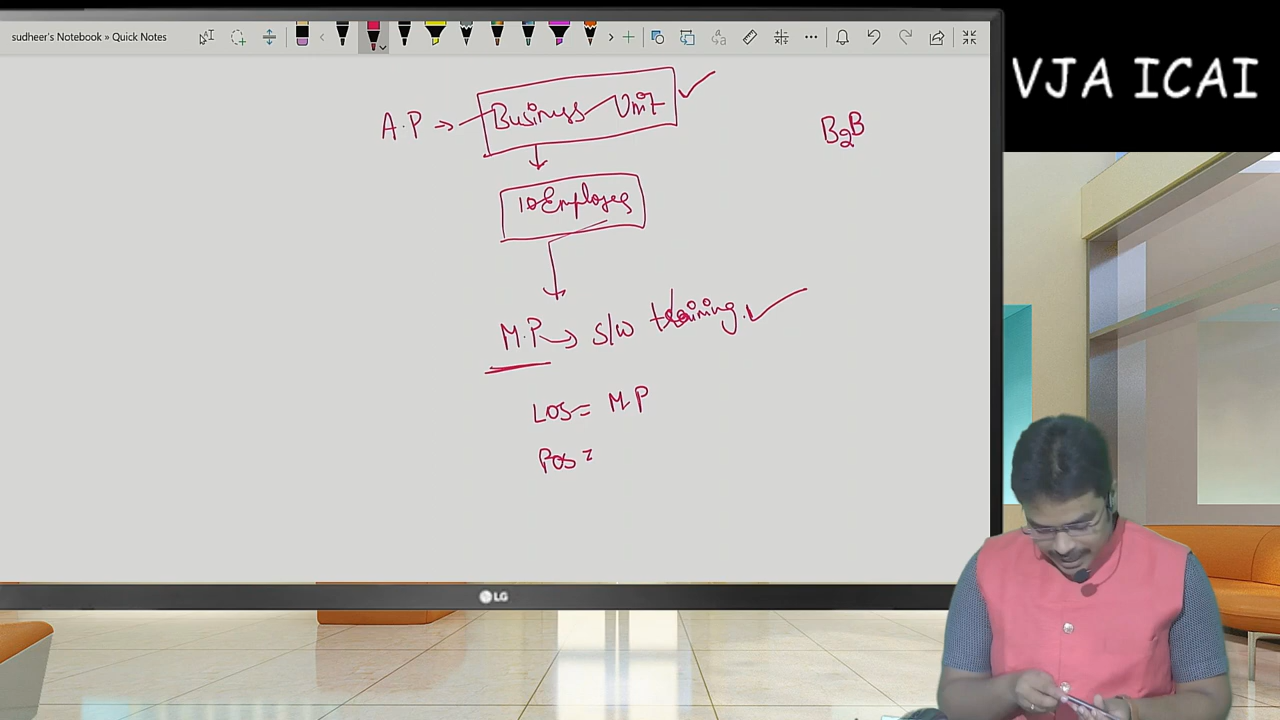 sudheer's Notebook » Quick Notes
VJA ICAI
A.P → Business Unit ✓
B2B
10 Employees
M.P → S/w training. ✓
LOS = M.P
POS =
LG